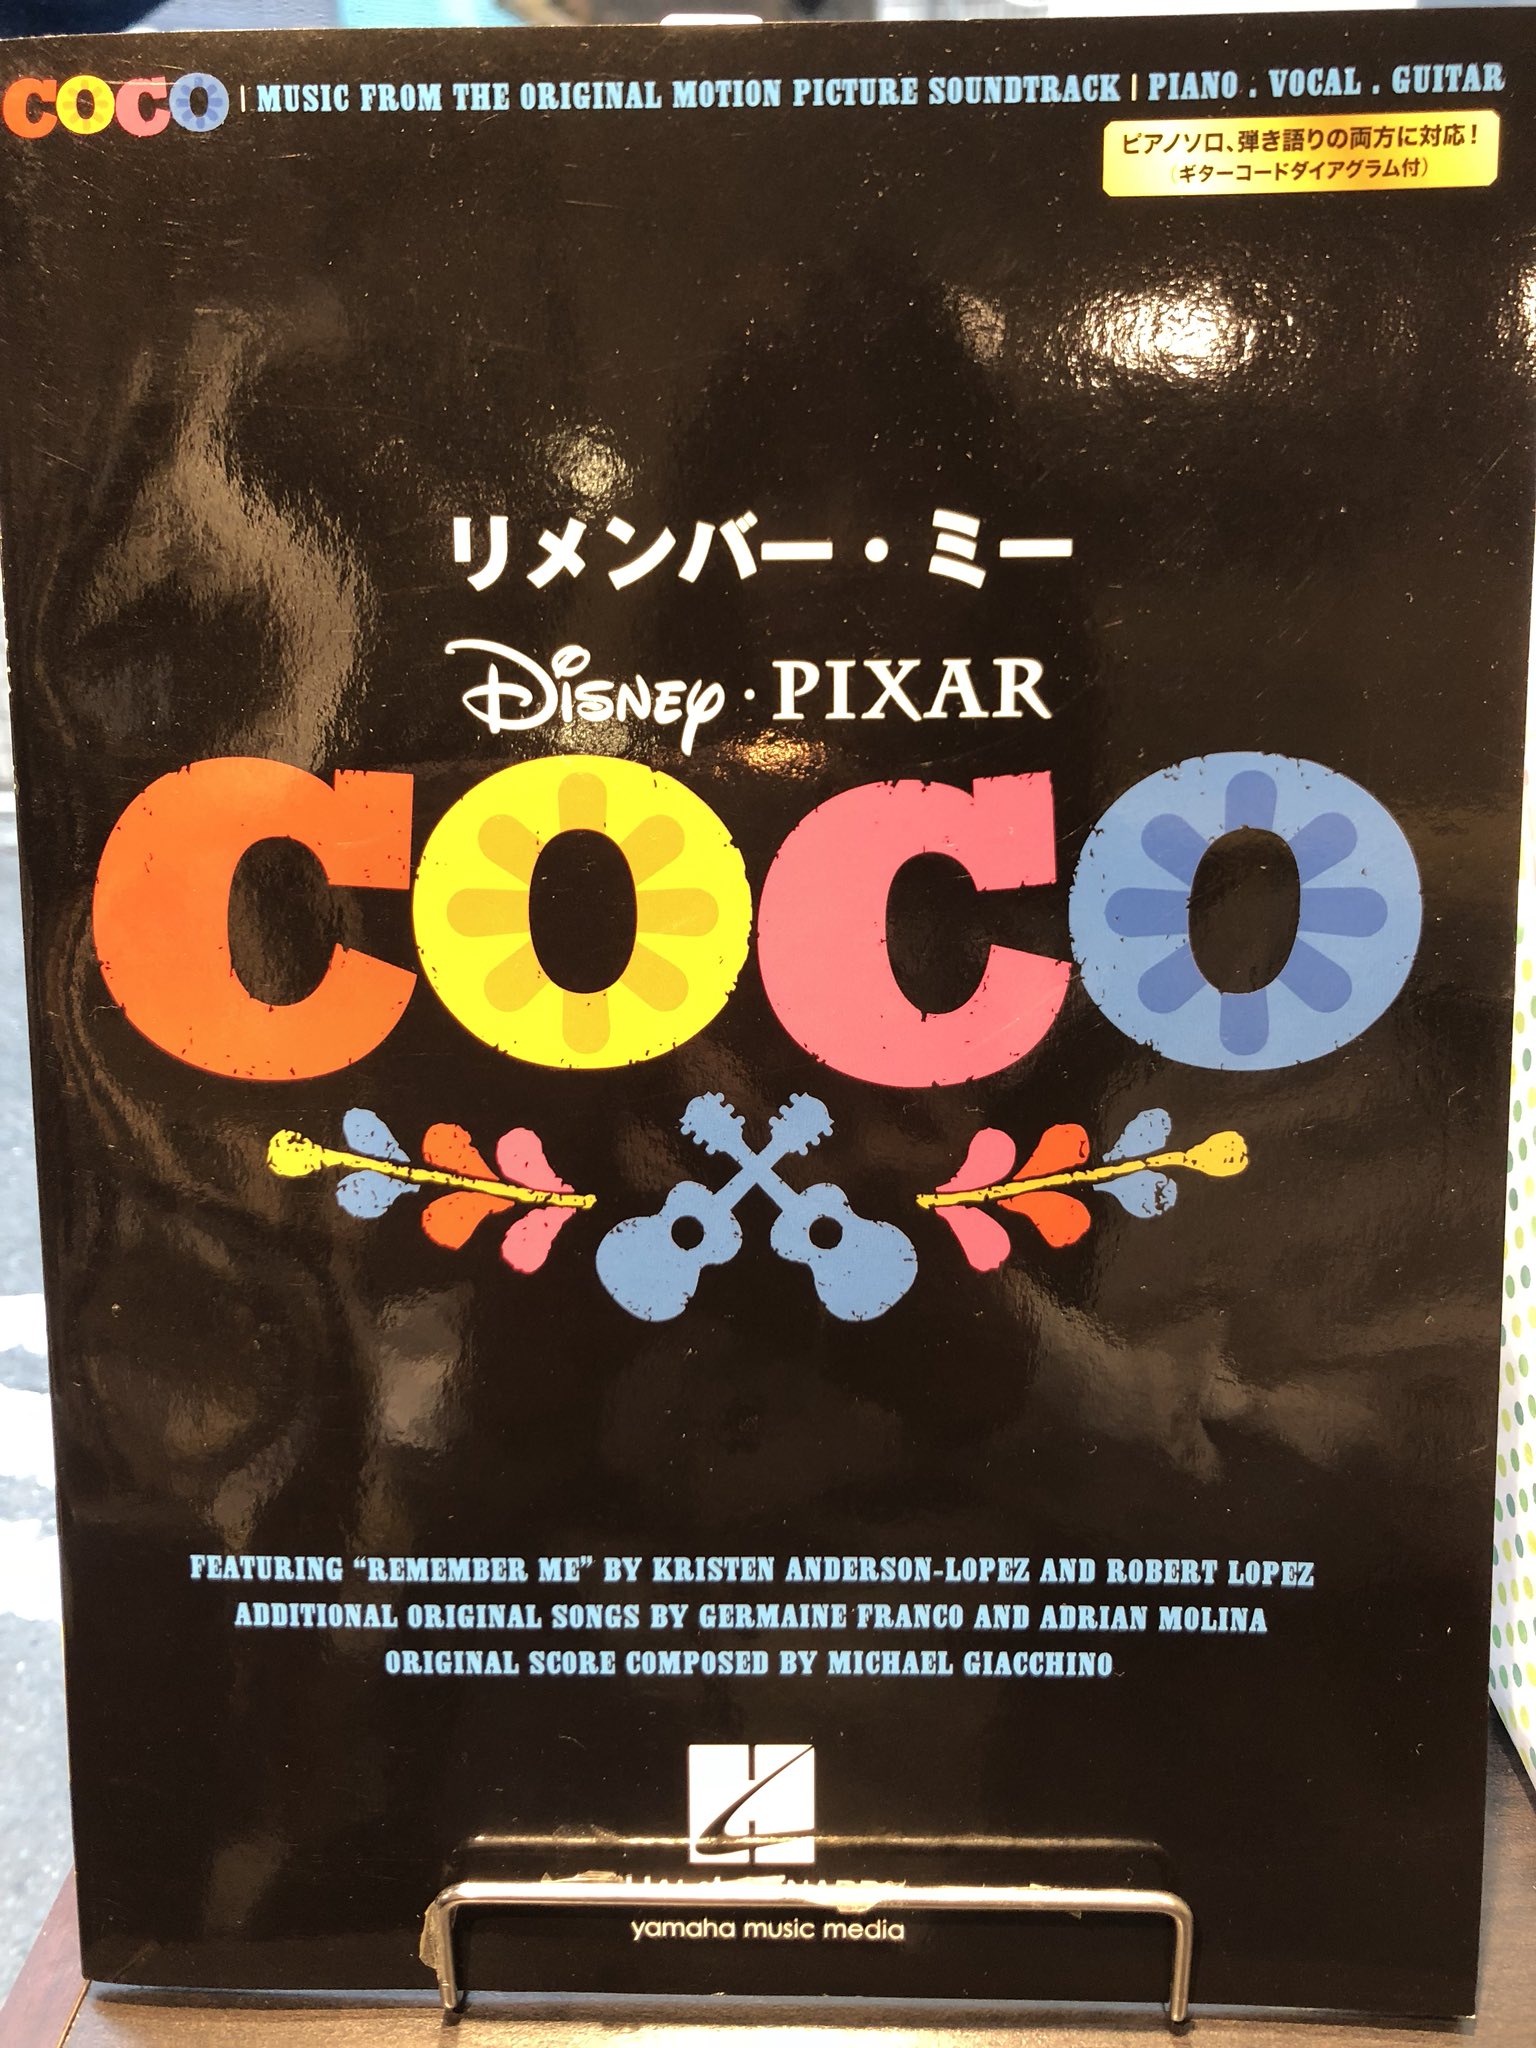 COCO | MUSIC FROM THE ORIGINAL MOTION PICTURE SOUNDTRACK | PIANO . VOCAL . GUITAR
ピアノソロ、弾き語りの両方に対応！
（ギターコードダイアグラム付）
リメンバー・ミー
DISNEY · PIXAR
COCO
FEATURING “REMEMBER ME” BY KRISTEN ANDERSON-LOPEZ AND ROBERT LOPEZ
ADDITIONAL ORIGINAL SONGS BY GERMAINE FRANCO AND ADRIAN MOLINA
ORIGINAL SCORE COMPOSED BY MICHAEL GIACCHINO
yamaha music media